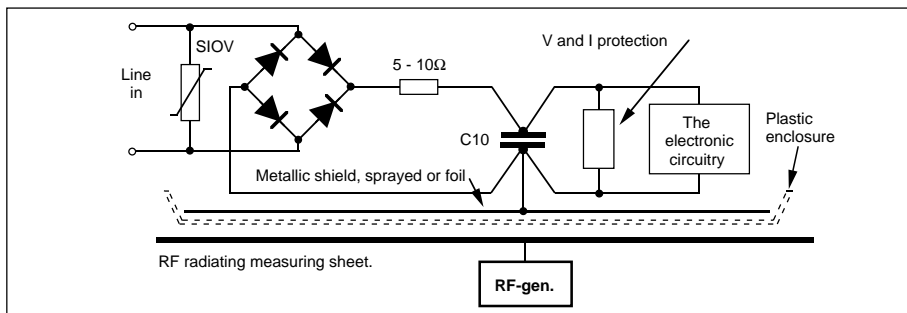 SIOV
Line
in
5 - 10Ω
V and I protection
C10
The
electronic
circuitry
Plastic
enclosure
Metallic shield, sprayed or foil
RF radiating measuring sheet.
RF-gen.